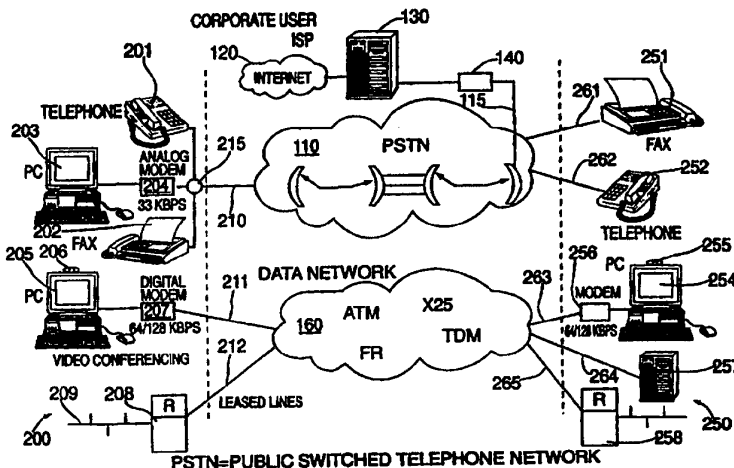 CORPORATE USER
ISP
130
120
INTERNET
140
115
201
TELEPHONE
203
PC
ANALOG
MODEM
204
33 KBPS
202
FAX
215
210
110
PSTN
261
251
FAX
262
252
TELEPHONE
205
206
PC
DIGITAL
MODEM
207
64/128 KBPS
VIDEO CONFERENCING
211
DATA NETWORK
160
ATM
X25
FR
TDM
212
LEASED LINES
263
256
MODEM
64/128 KBPS
255
PC
254
257
264
265
200
209
208
R
R
258
250
PSTN=PUBLIC SWITCHED TELEPHONE NETWORK